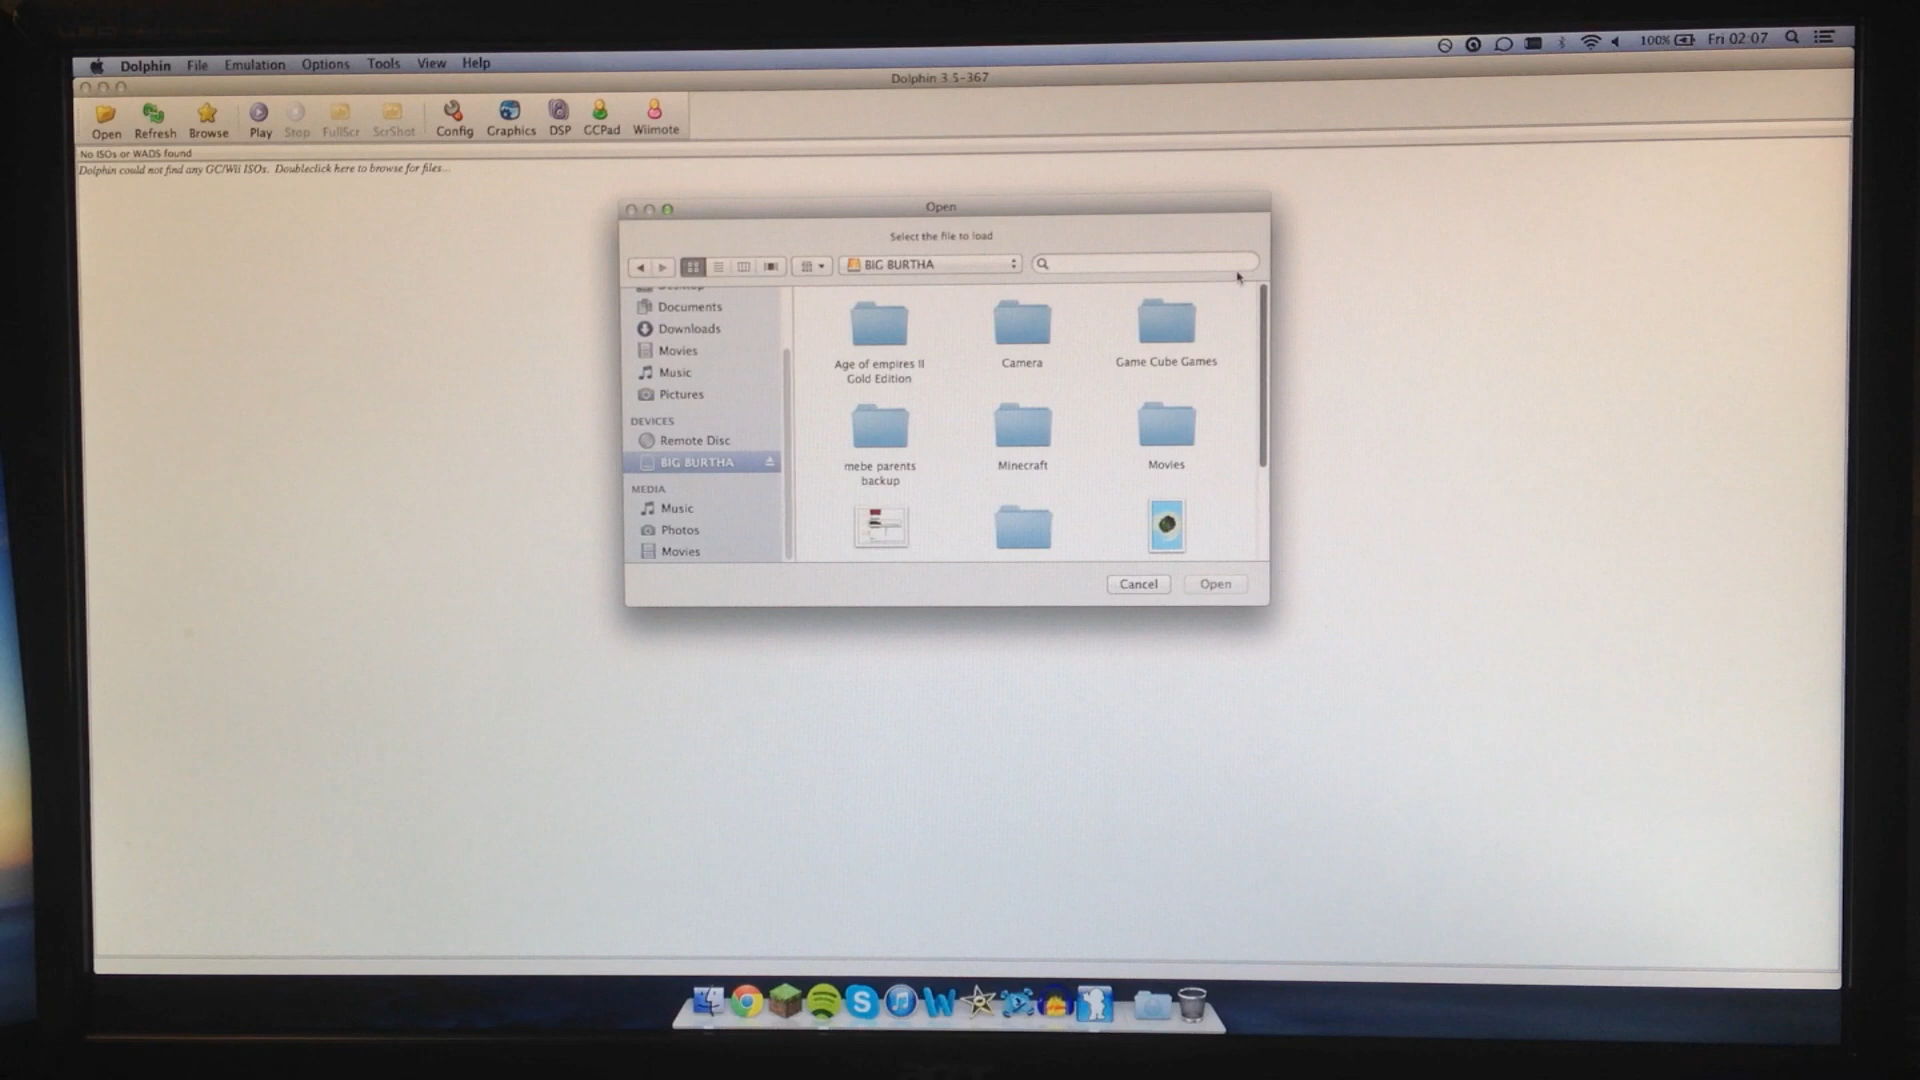 Dolphin File Emulation Options Tools View Help 100% Fri 02:07
Dolphin 3.5-367
Open Refresh Browse Play Stop FullScr ScrShot Config Graphics DSP GCPad Wiimote
No ISOs or WADS found
Dolphin could not find any GC/Wii ISOs. Doubleclick here to browse for files...
Open
Select the file to load
BIG BURTHA
Documents
Downloads
Movies
Music
Pictures
DEVICES
Remote Disc
BIG BURTHA
MEDIA
Music
Photos
Movies
Age of empires II
Gold Edition
Camera
Game Cube Games
mebe parents
backup
Minecraft
Movies
Cancel Open